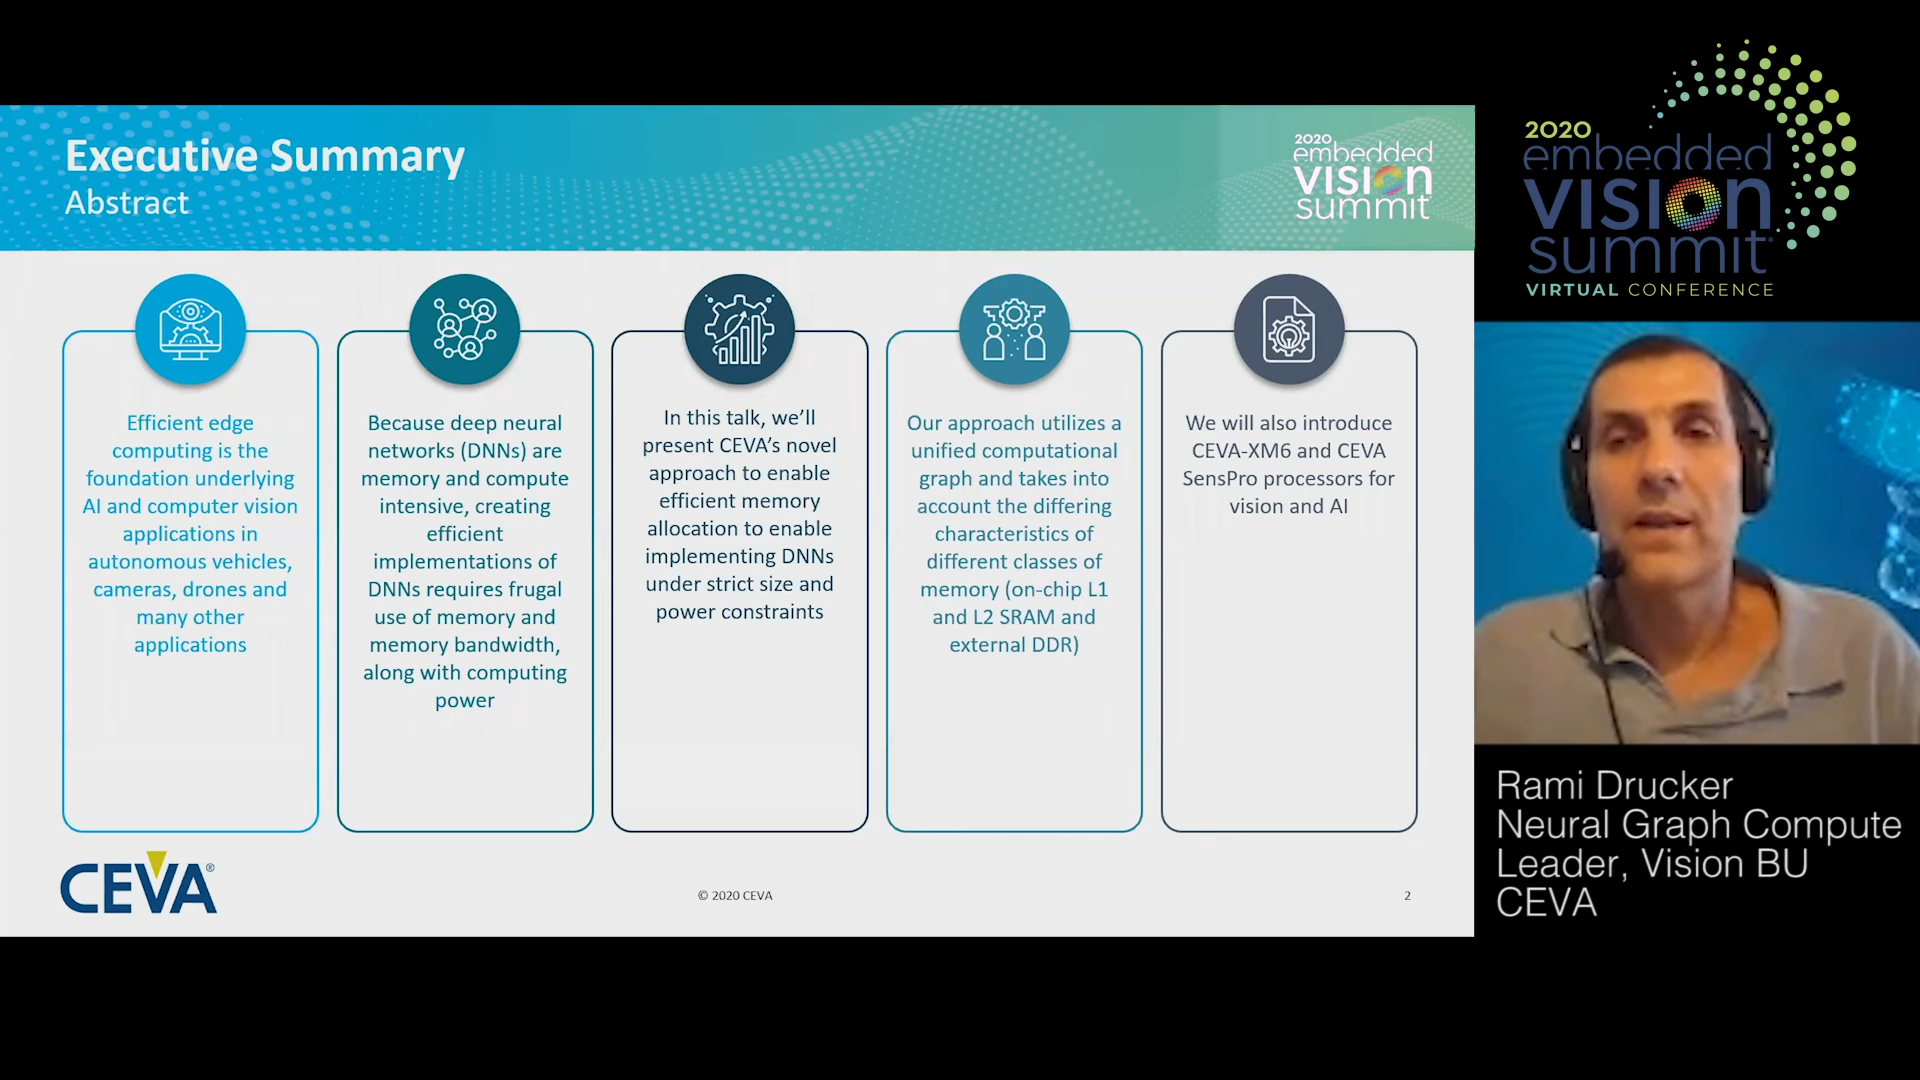 Executive Summary
Abstract
2020
embedded
vision
summit
Efficient edge
computing is the
foundation underlying
AI and computer vision
applications in
autonomous vehicles,
cameras, drones and
many other
applications
Because deep neural
networks (DNNs) are
memory and compute
intensive, creating
efficient
implementations of
DNNs requires frugal
use of memory and
memory bandwidth,
along with computing
power
In this talk, we’ll
present CEVA’s novel
approach to enable
efficient memory
allocation to enable
implementing DNNs
under strict size and
power constraints
Our approach utilizes a
unified computational
graph and takes into
account the differing
characteristics of
different classes of
memory (on-chip L1
and L2 SRAM and
external DDR)
We will also introduce
CEVA-XM6 and CEVA
SensPro processors for
vision and AI
CEVA®
© 2020 CEVA
2
2020
embedded
vision
summit
VIRTUAL CONFERENCE
Rami Drucker
Neural Graph Compute
Leader, Vision BU
CEVA